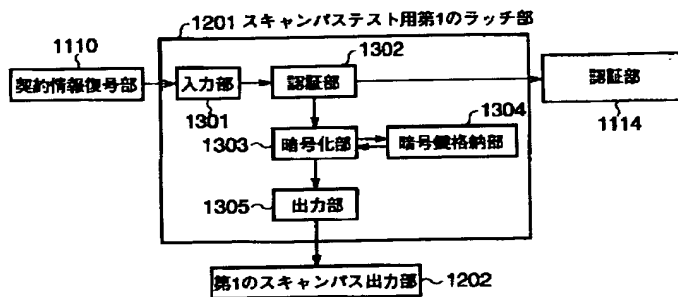 1201 スキャンパステスト用第1のラッチ部
1110
1302
契約情報復号部
入力部
認証部
認証部
1301
1304
1114
1303
暗号化部
暗号鍵格納部
1305
出力部
第1のスキャンパス出力部
1202